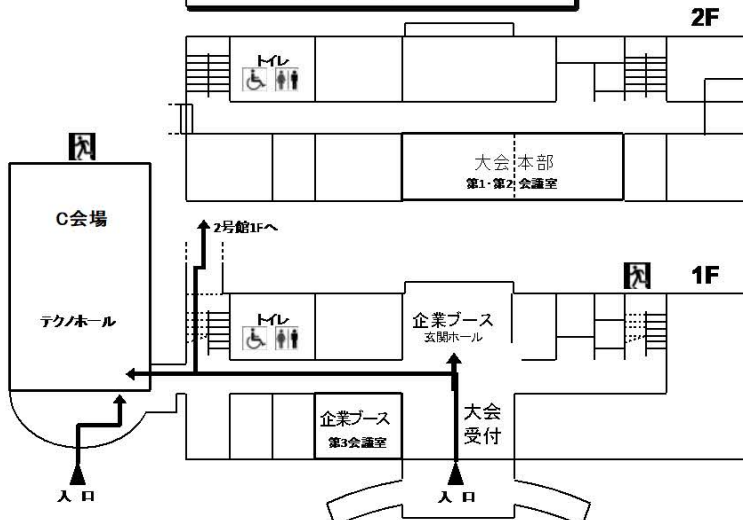 2F
トイレ
大会本部
第1・第2会議室
C会場
テクノホール
2号館1Fへ
1F
トイレ
企業ブース
玄関ホール
企業ブース
第3会議室
大会
受付
入口
入口